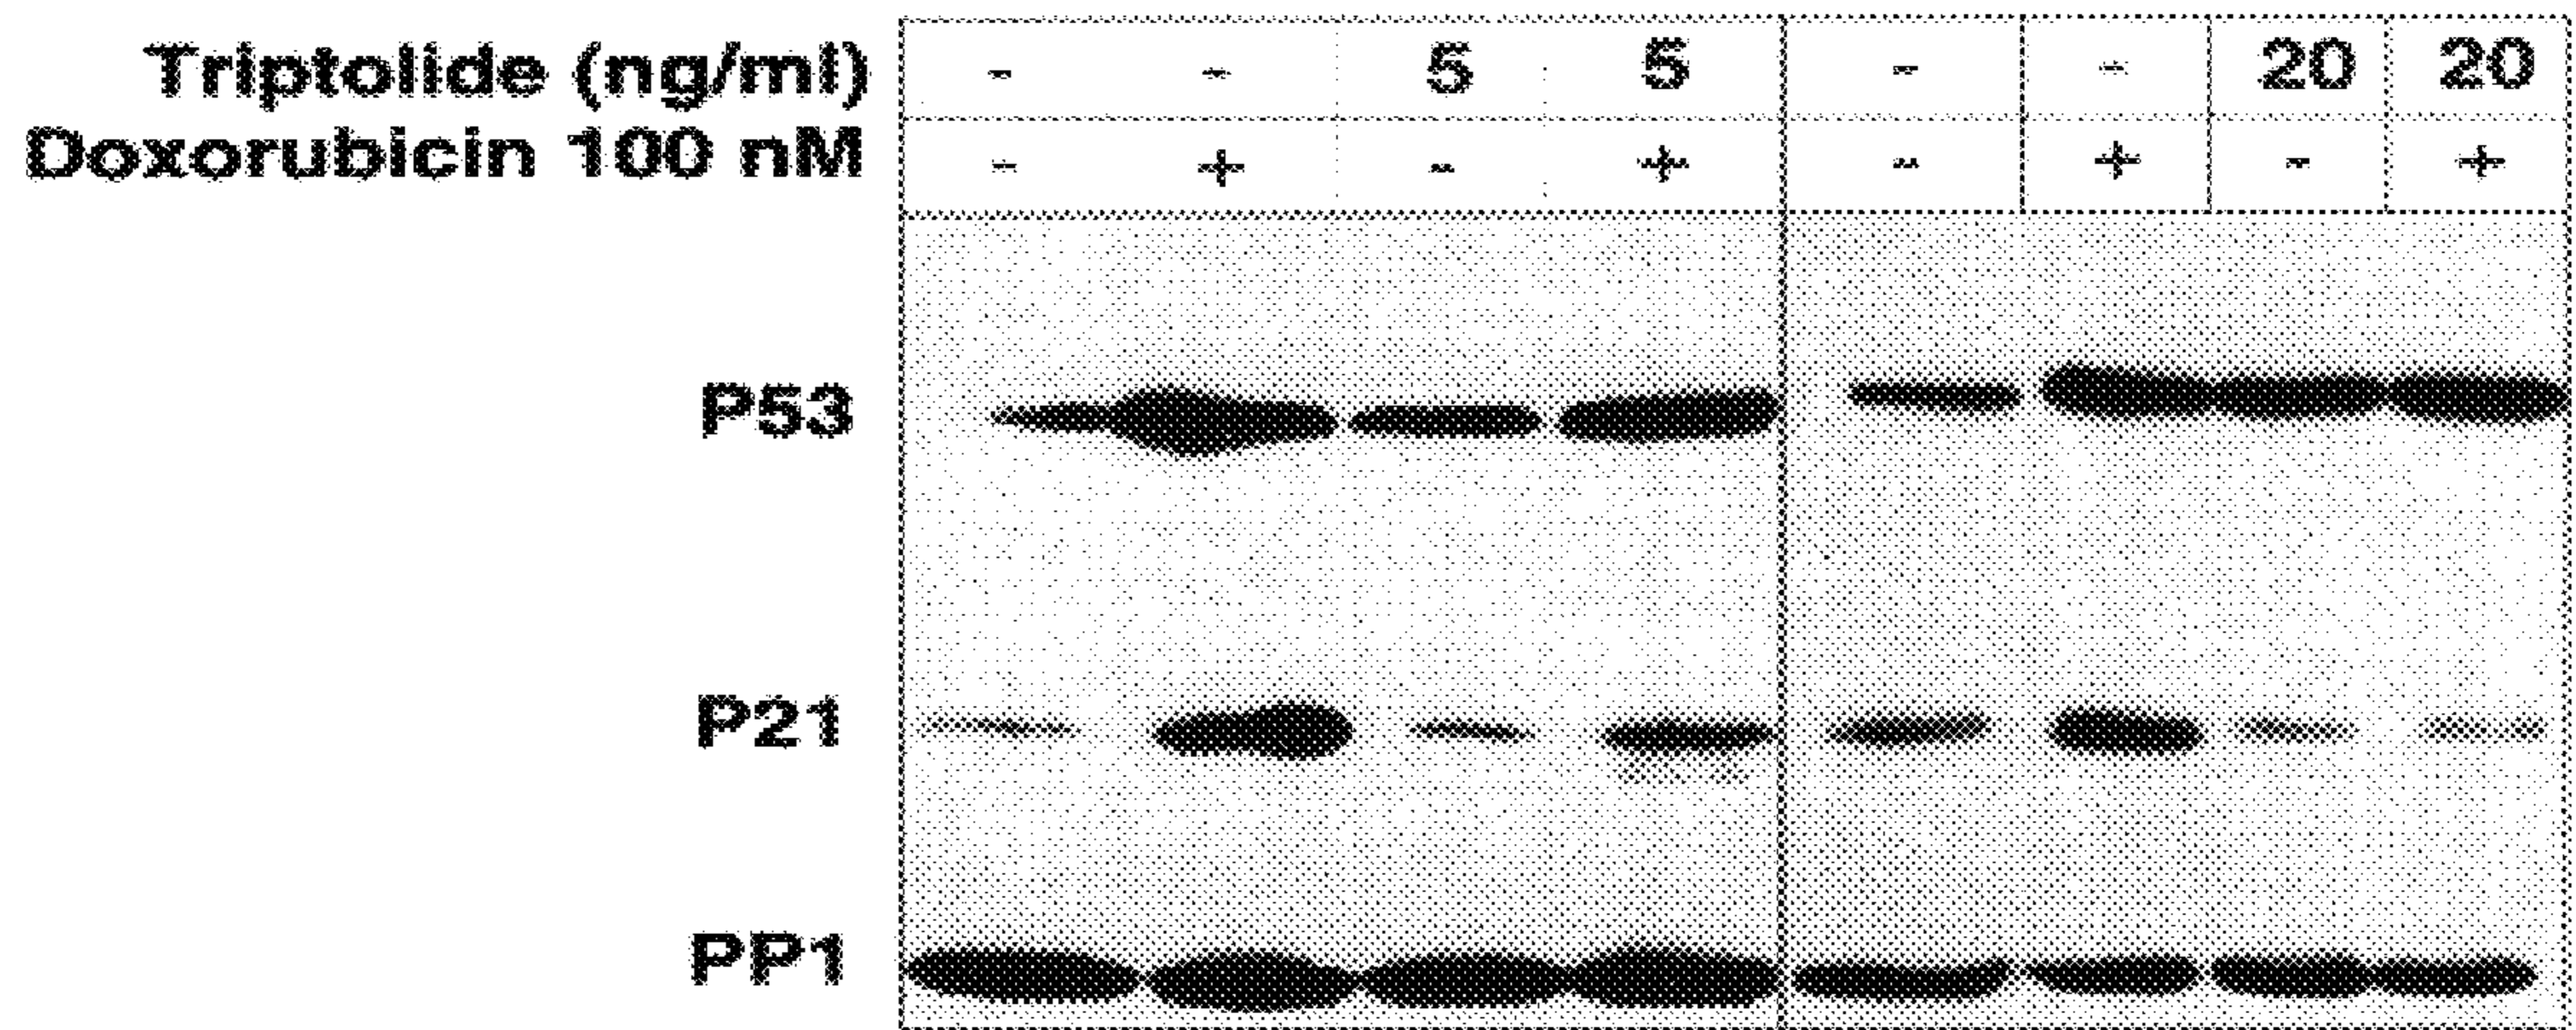 Triptolide (ng/ml) - - 5 5 - - 20 20
Doxorubicin 100 nM - + - + - + - +
P53
P21
PP1